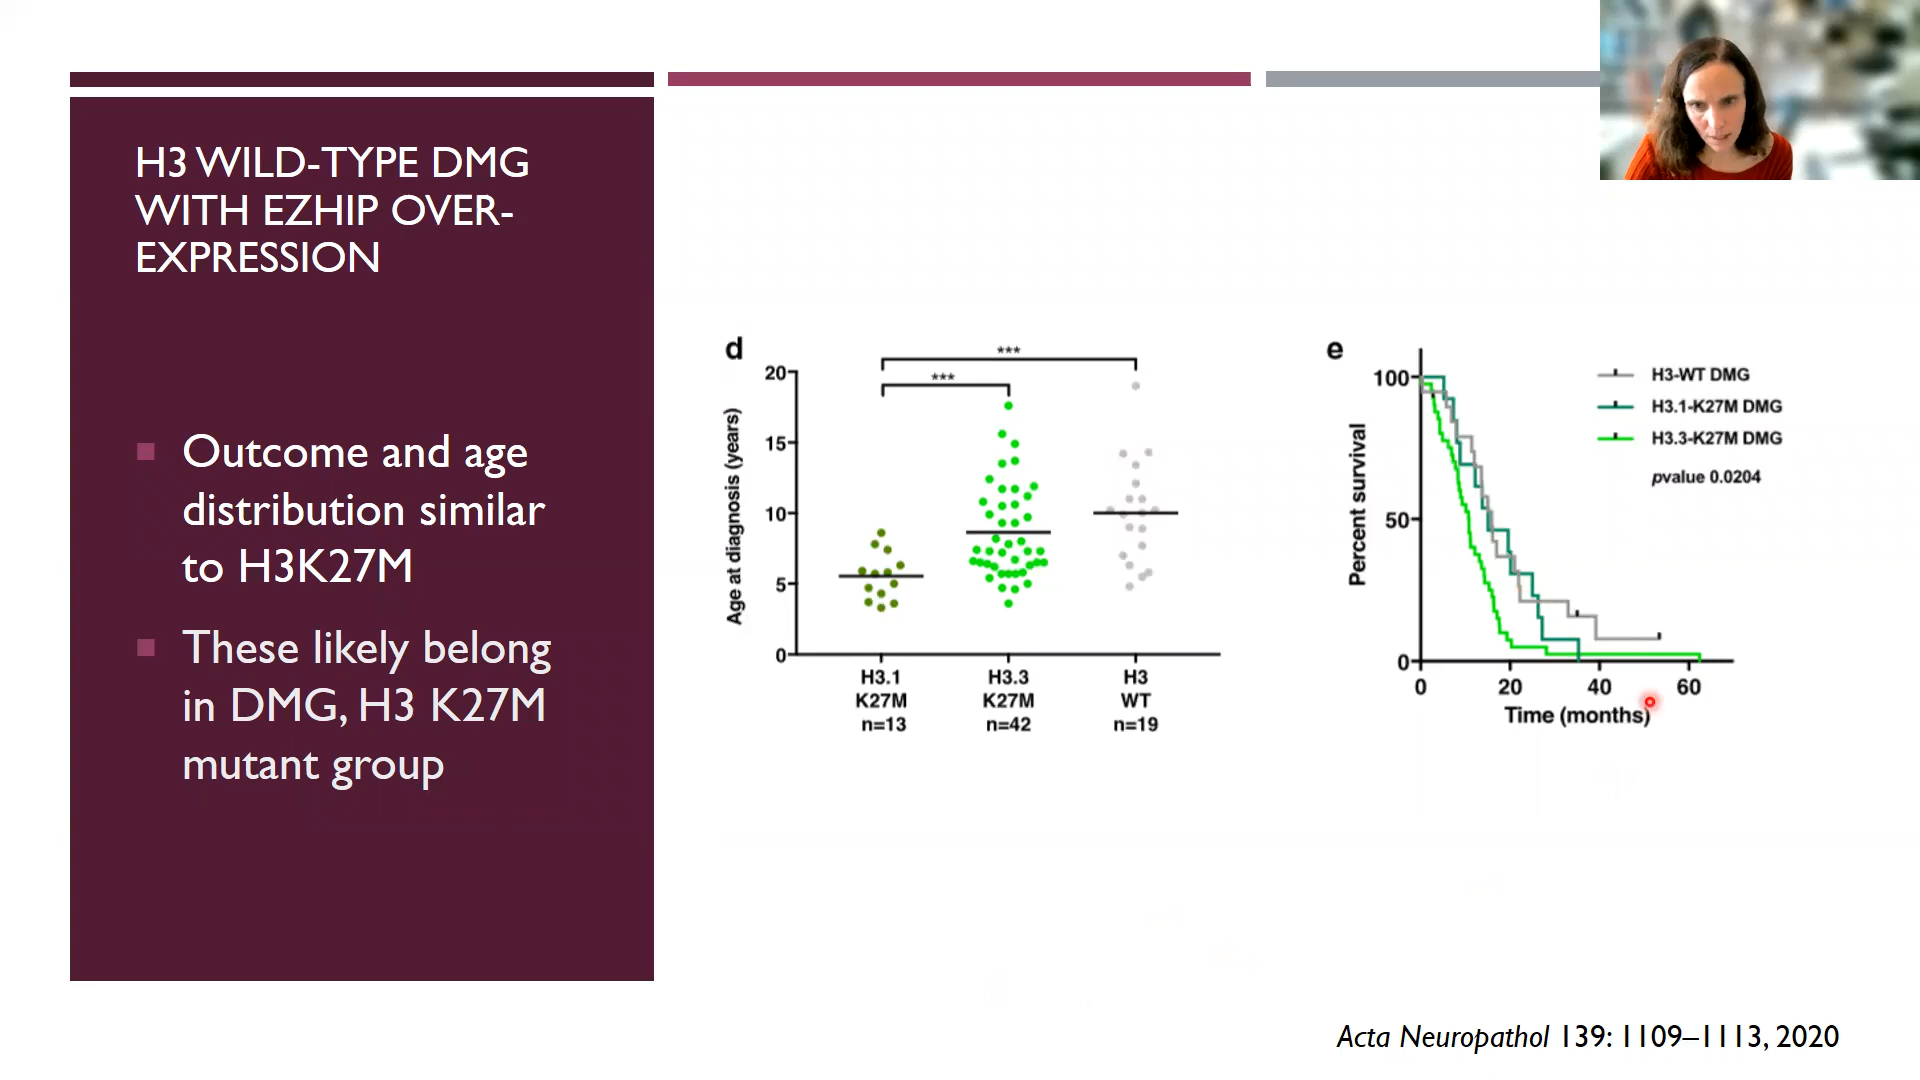 H3 WILD-TYPE DMG
WITH EZHIP OVER-
EXPRESSION
Outcome and age
distribution similar
to H3K27M
These likely belong
in DMG, H3 K27M
mutant group
d
***
***
Age at diagnosis (years)
20
15
10
5
0
H3.1
K27M
n=13
H3.3
K27M
n=42
H3
WT
n=19
e
Percent survival
100
50
0
0 20 40 60
Time (months)
H3-WT DMG
H3.1-K27M DMG
H3.3-K27M DMG
pvalue 0.0204
Acta Neuropathol 139: 1109–1113, 2020